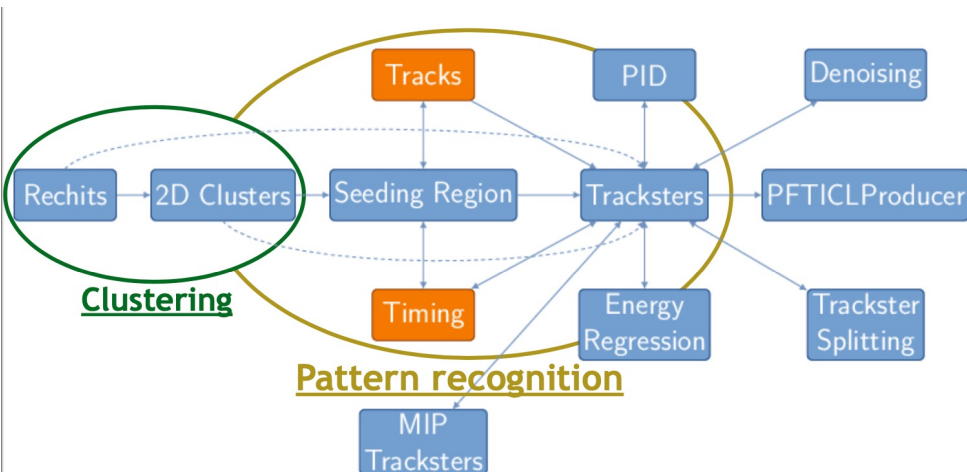 Tracks
PID
Denoising
Rechits
2D Clusters
Seeding Region
Tracksters
PFTICLProducer
Clustering
Timing
Energy
Regression
Trackster
Splitting
Pattern recognition
MIP
Tracksters